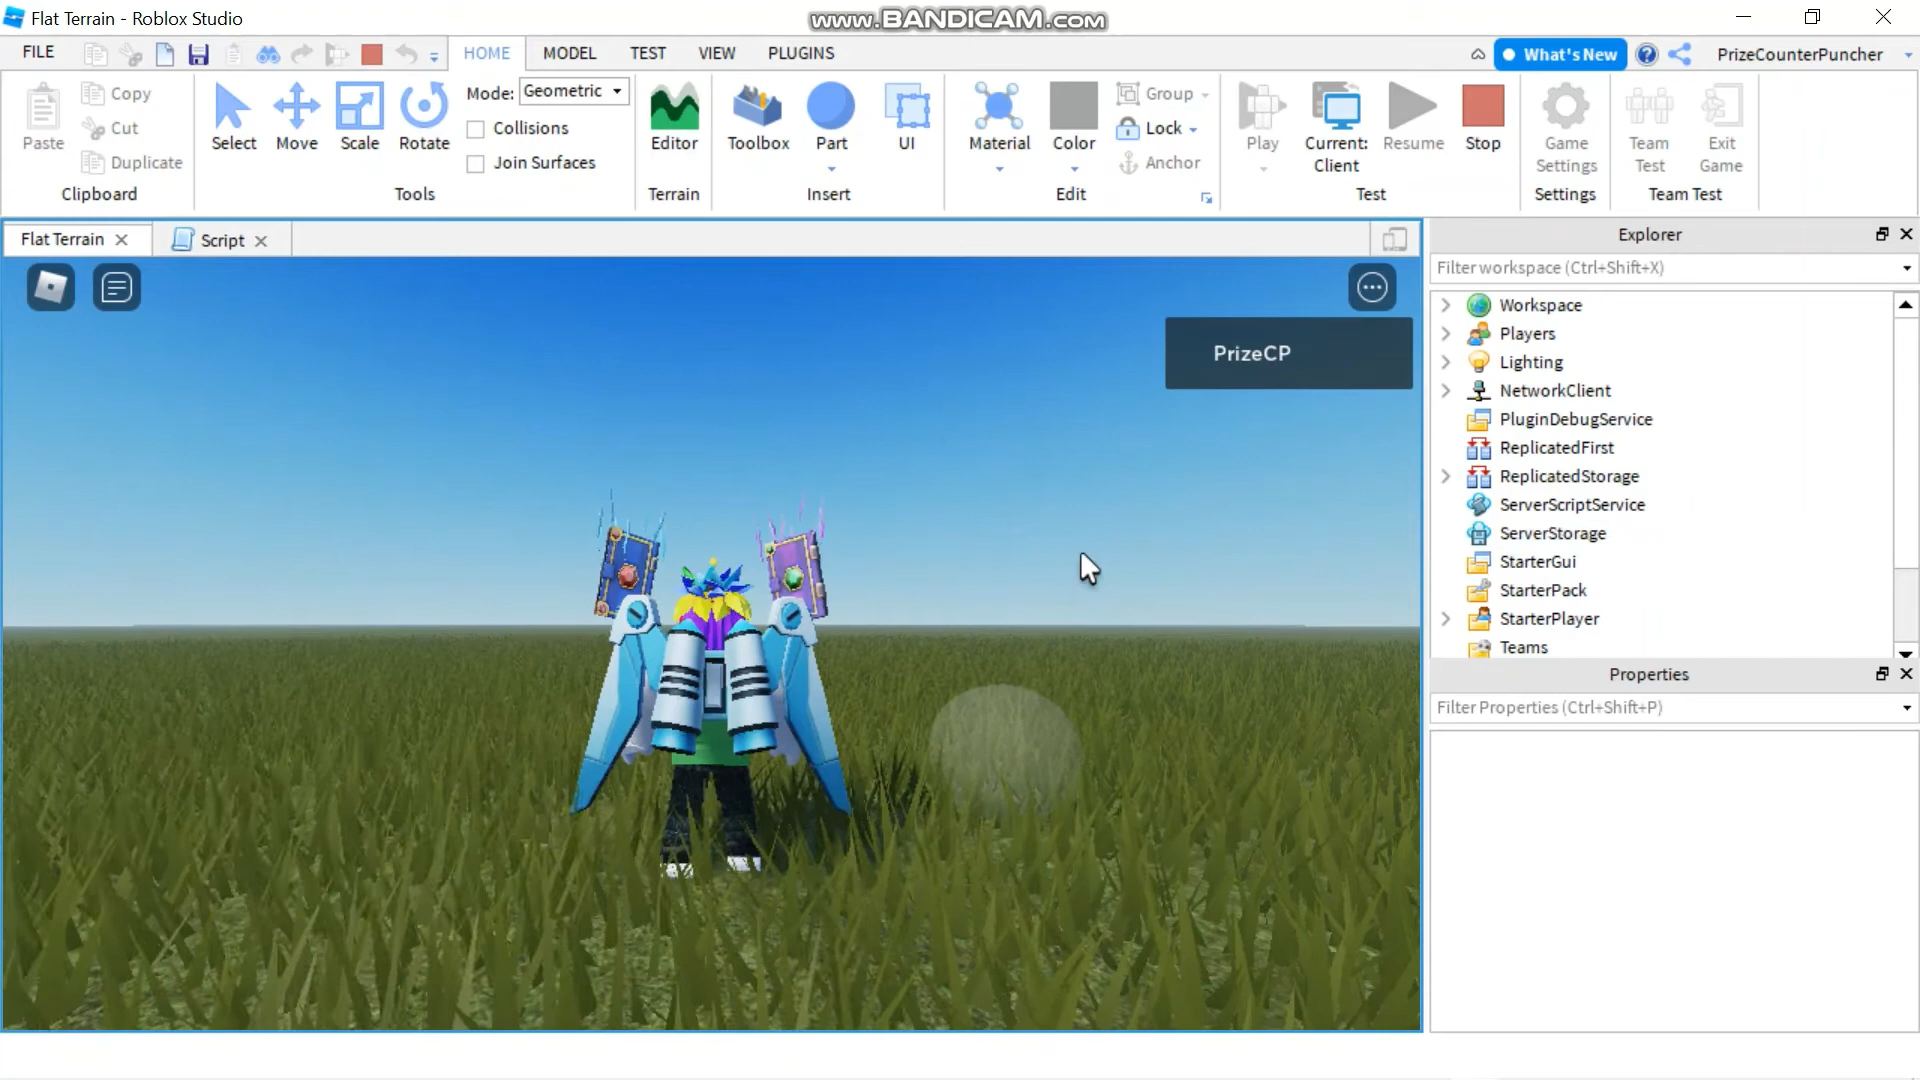 Flat Terrain - Roblox Studio
www.BANDICAM.com
FILE
HOME
MODEL
TEST
VIEW
PLUGINS
What's New
PrizeCounterPuncher
Paste
Copy
Cut
Duplicate
Clipboard
Select
Move
Scale
Rotate
Mode: Geometric
Collisions
Join Surfaces
Tools
Editor
Terrain
Toolbox
Part
UI
Insert
Material
Color
Group
Lock
Anchor
Edit
Play
Current:
Client
Resume
Stop
Test
Game
Settings
Settings
Team
Test
Exit
Game
Team Test
Flat Terrain
Script
PrizeCP
Explorer
Filter workspace (Ctrl+Shift+X)
Workspace
Players
Lighting
NetworkClient
PluginDebugService
ReplicatedFirst
ReplicatedStorage
ServerScriptService
ServerStorage
StarterGui
StarterPack
StarterPlayer
Teams
Properties
Filter Properties (Ctrl+Shift+P)